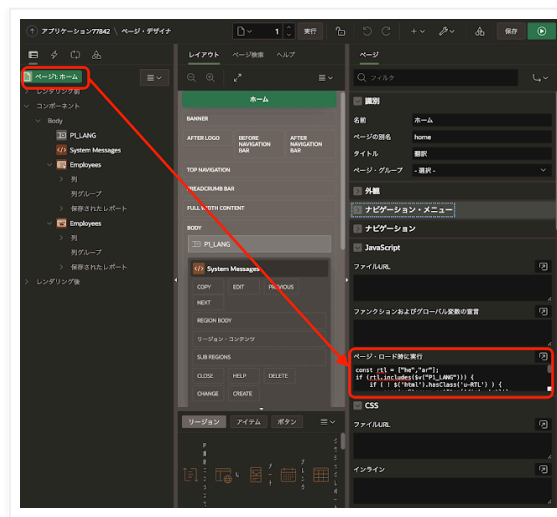 アプリケーション77842 \ ページ・デザイナ
1
実行
保存
ページ1: ホーム
レンダリング前
コンポーネント
Body
P1_LANG
System Messages
Employees
列
列グループ
保存されたレポート
Employees
列
列グループ
保存されたレポート
レンダリング後
レイアウト ページ検索 ヘルプ
ホーム
BANNER
AFTER LOGO
BEFORE NAVIGATION BAR
AFTER NAVIGATION BAR
TOP NAVIGATION
BREADCRUMB BAR
FULL WIDTH CONTENT
BODY
P1_LANG
System Messages
COPY EDIT PREVIOUS
NEXT
REGION BODY
リージョン・コンテンツ
SUB REGIONS
CLOSE HELP DELETE
CHANGE CREATE
リージョン アイテム ボタン
ページ
フィルタ
識別
名前 ホーム
ページの別名 home
タイトル 翻訳
ページ・グループ - 選択 -
外観
ナビゲーション・メニュー
ナビゲーション
JavaScript
ファイルURL
ファンクションおよびグローバル変数の宣言
ページ・ロード時に実行
const rtl = ["he","ar"];
if (rtl.includes($v("P1_LANG"))) {
if ( ! $('html').hasClass('u-RTL') ) {
CSS
ファイルURL
インライン